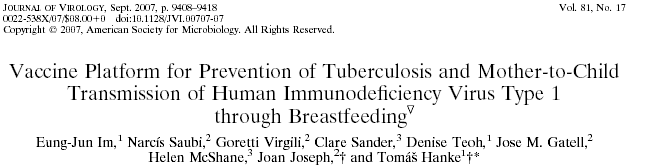 JOURNAL OF VIROLOGY, Sept. 2007, p. 9408–9418 Vol. 81, No. 17
0022-538X/07/$08.00+0 doi:10.1128/JVI.00707-07
Copyright © 2007, American Society for Microbiology. All Rights Reserved.
Vaccine Platform for Prevention of Tuberculosis and Mother-to-Child
Transmission of Human Immunodeficiency Virus Type 1
through Breastfeeding∇
Eung-Jun Im,1 Narcís Saubi,2 Goretti Virgili,2 Clare Sander,3 Denise Teoh,1 Jose M. Gatell,2
Helen McShane,3 Joan Joseph,2† and Tomáš Hanke1†*